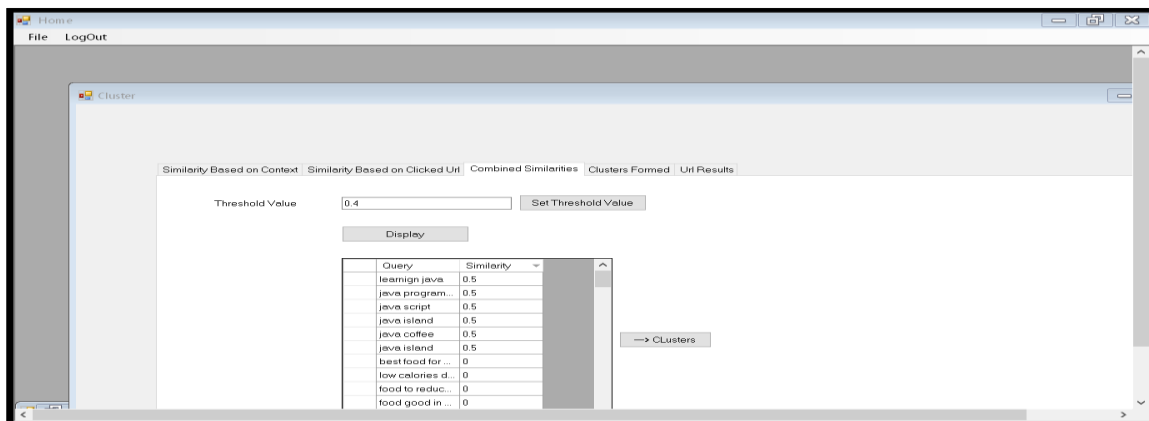 Home
File LogOut
Cluster
Similarity Based on Context Similarity Based on Clicked Url Combined Similarities Clusters Formed Url Results
Threshold Value 0.4 Set Threshold Value
Display
Query Similarity
learnign java 0.5
java program... 0.5
java script 0.5
java island 0.5
java coffee 0.5
java island 0.5
—> CLusters
best food for ... 0
low calories d... 0
food to reduc... 0
food good in ... 0